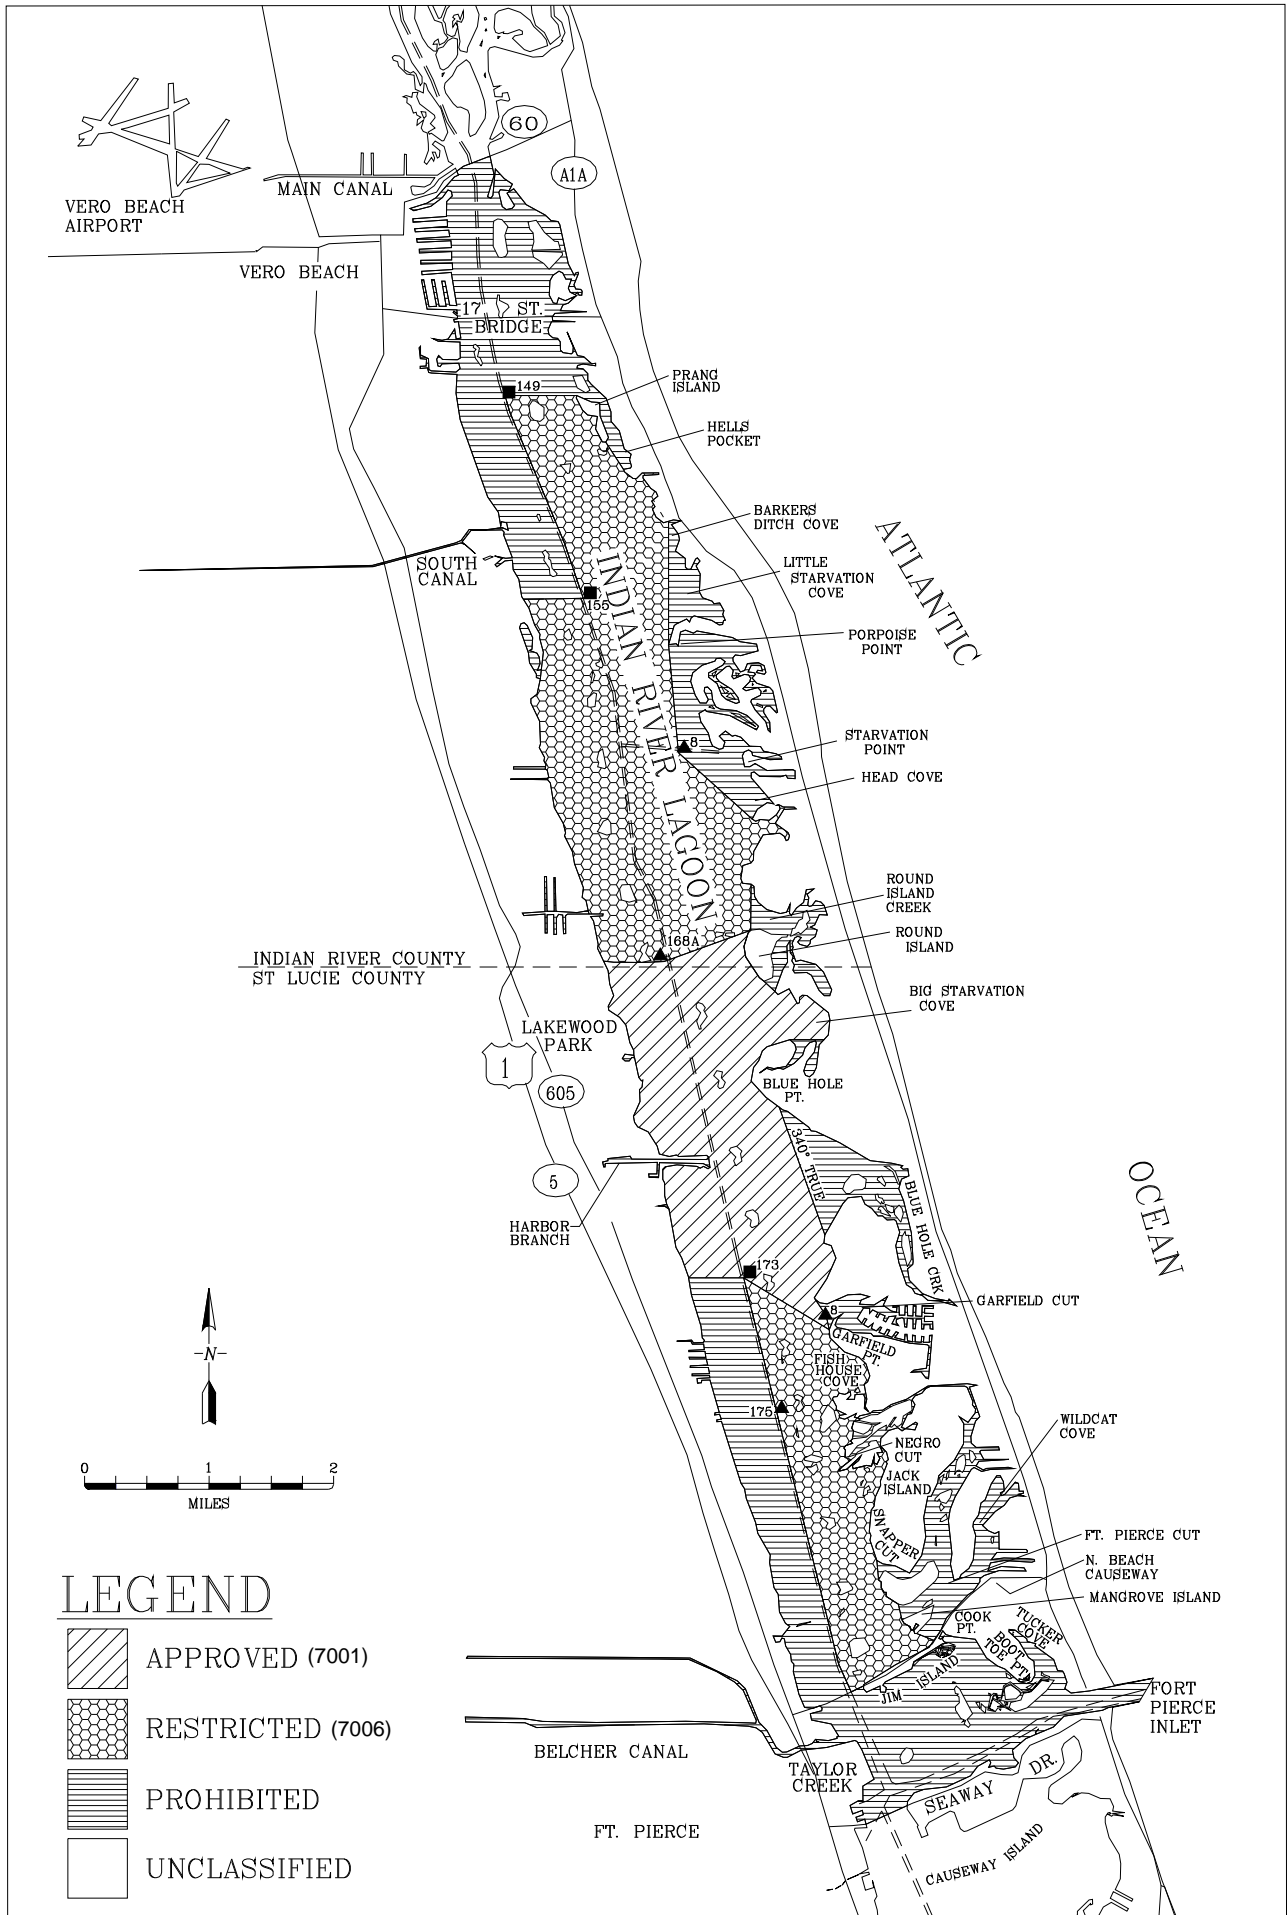 60
A1A
MAIN CANAL
VERO BEACH
AIRPORT
VERO BEACH
17 ST.
BRIDGE
149
PRANG
ISLAND
HELLS
POCKET
BARKERS
DITCH COVE
SOUTH
CANAL
LITTLE
STARVATION
COVE
155
PORPOISE
POINT
8
STARVATION
POINT
HEAD COVE
INDIAN RIVER LAGOON
ATLANTIC
ROUND
ISLAND
CREEK
168A
ROUND
ISLAND
INDIAN RIVER COUNTY
ST LUCIE COUNTY
BIG STARVATION
COVE
LAKEWOOD
PARK
1
605
BLUE HOLE
PT.
340° TRUE
5
BLUE HOLE CRK
OCEAN
HARBOR
BRANCH
173
GARFIELD CUT
8
GARFIELD
PT.
-N-
FISH
HOUSE
COVE
175
WILDCAT
COVE
NEGRO
CUT
JACK
ISLAND
0 1 2
MILES
SNAPPER
CUT
FT. PIERCE CUT
N. BEACH
CAUSEWAY
MANGROVE ISLAND
COOK
PT.
TUCKER
COVE
BOOT
TOE PT.
JIM ISLAND
FORT
PIERCE
INLET
BELCHER CANAL
TAYLOR
CREEK
SEAWAY DR.
FT. PIERCE
CAUSEWAY ISLAND
LEGEND
APPROVED (7001)
RESTRICTED (7006)
PROHIBITED
UNCLASSIFIED